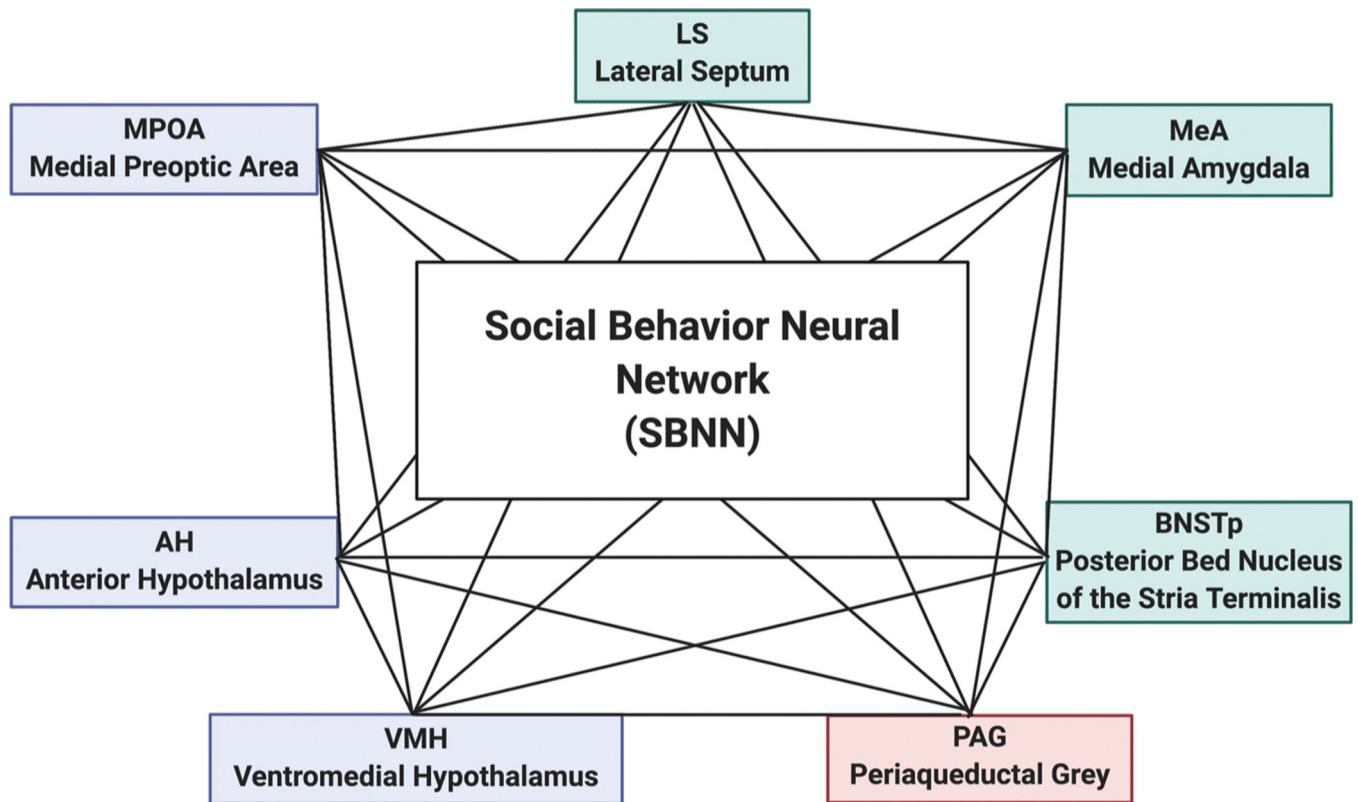 LS
Lateral Septum
MPOA
Medial Preoptic Area
MeA
Medial Amygdala
Social Behavior Neural
Network
(SBNN)
AH
Anterior Hypothalamus
BNSTp
Posterior Bed Nucleus
of the Stria Terminalis
VMH
Ventromedial Hypothalamus
PAG
Periaqueductal Grey